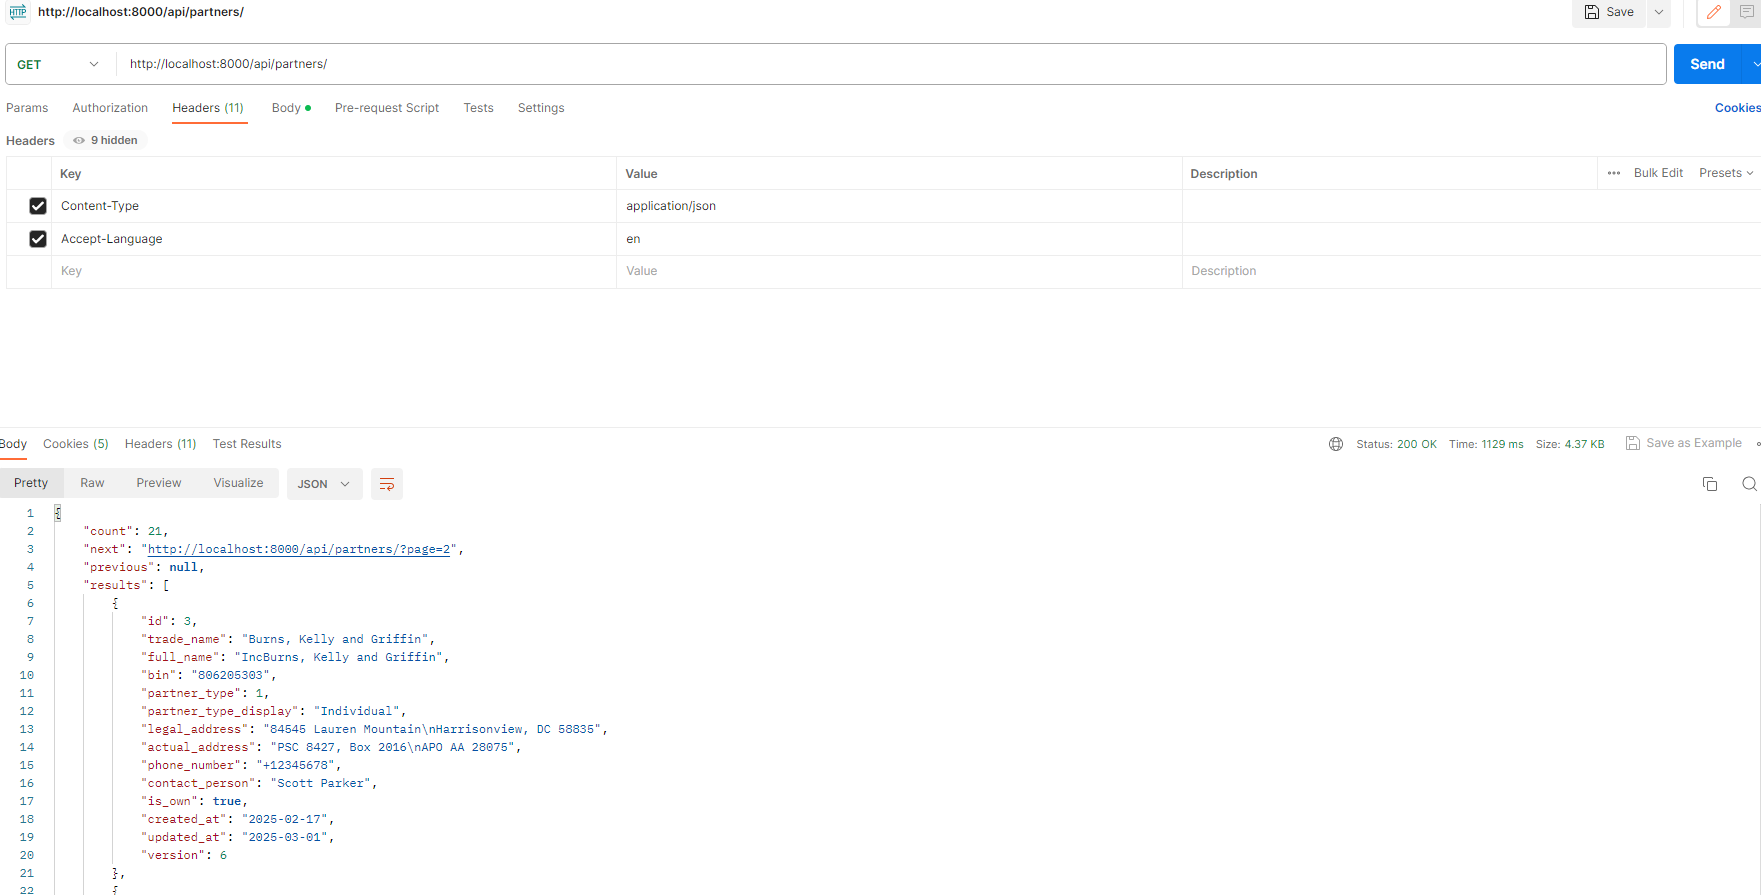 HTTP http://localhost:8000/api/partners/ Save
GET http://localhost:8000/api/partners/ Send
Params Authorization Headers (11) Body Pre-request Script Tests Settings Cookies
Headers 9 hidden
Key Value Description Bulk Edit Presets
Content-Type application/json
Accept-Language en
Key Value Description
Body Cookies (5) Headers (11) Test Results Status: 200 OK Time: 1129 ms Size: 4.37 KB Save as Example
Pretty Raw Preview Visualize JSON
1 {
2 "count": 21,
3 "next": "http://localhost:8000/api/partners/?page=2",
4 "previous": null,
5 "results": [
6 {
7 "id": 3,
8 "trade_name": "Burns, Kelly and Griffin",
9 "full_name": "IncBurns, Kelly and Griffin",
10 "bin": "806205303",
11 "partner_type": 1,
12 "partner_type_display": "Individual",
13 "legal_address": "84545 Lauren Mountain\nHarrisonview, DC 58835",
14 "actual_address": "PSC 8427, Box 2016\nAPO AA 28075",
15 "phone_number": "+12345678",
16 "contact_person": "Scott Parker",
17 "is_own": true,
18 "created_at": "2025-02-17",
19 "updated_at": "2025-03-01",
20 "version": 6
21 },
22 {